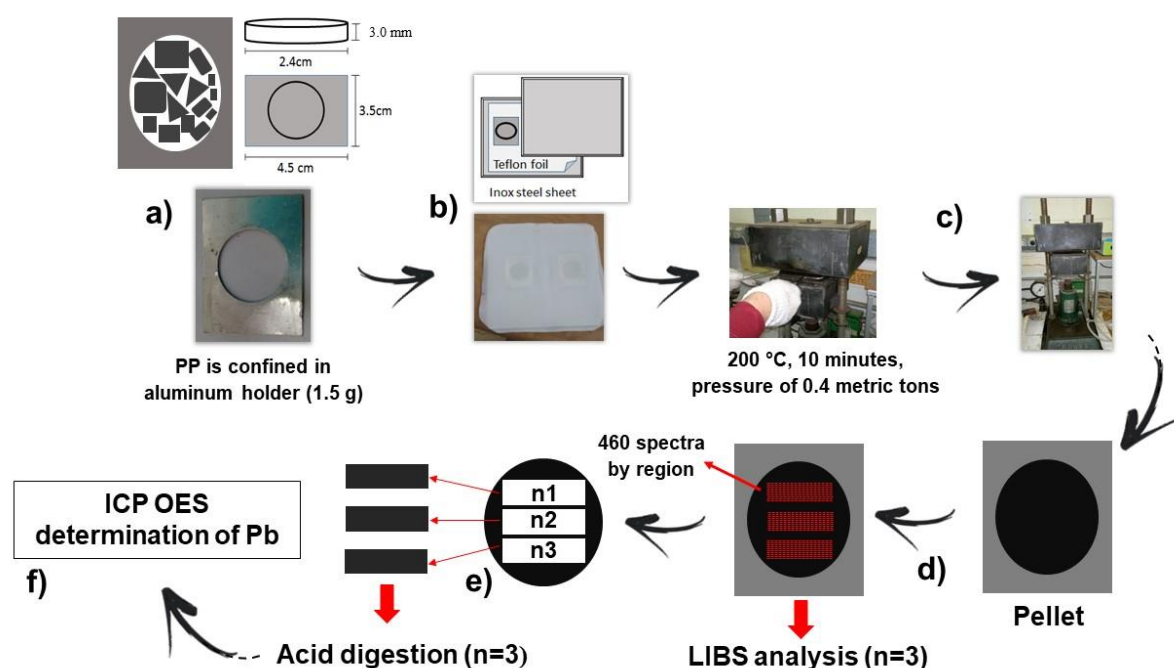 3.0 mm
2.4cm
3.5cm
4.5 cm
a)
PP is confined in
aluminum holder (1.5 g)
b)
Teflon foil
Inox steel sheet
200 °C, 10 minutes,
pressure of 0.4 metric tons
c)
Pellet
d)
460 spectra
by region
LIBS analysis (n=3)
n1
n2
n3
e)
Acid digestion (n=3)
ICP OES
determination of Pb
f)